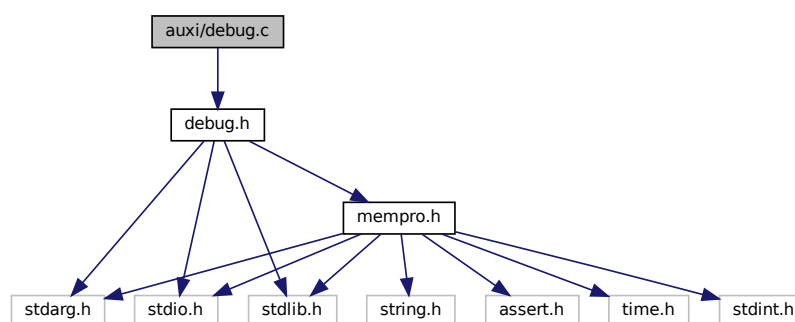 auxi/debug.c
debug.h
mempro.h
stdarg.h
stdio.h
stdlib.h
string.h
assert.h
time.h
stdint.h